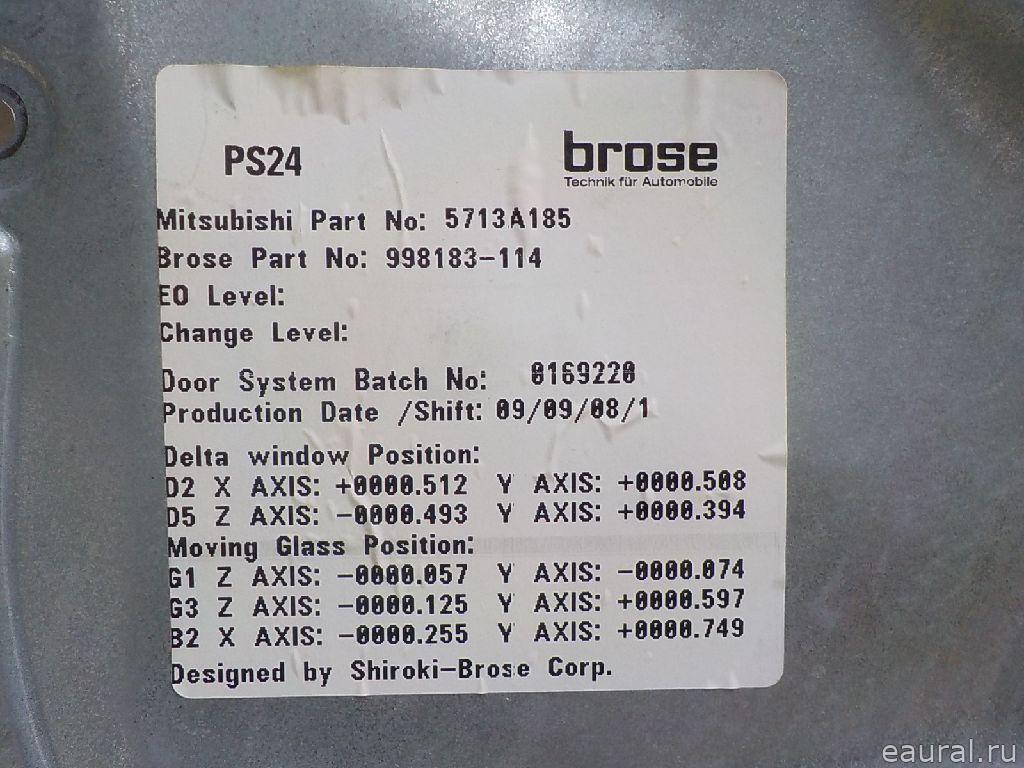 PS24
brose
Technik für Automobile
Mitsubishi Part No: 5713A185
Brose Part No: 998183-114
EO Level:
Change Level:
Door System Batch No: 0169220
Production Date /Shift: 09/09/08/1
Delta window Position:
D2 X AXIS: +0000.512 Y AXIS: +0000.508
D5 Z AXIS: -0000.493 Y AXIS: +0000.394
Moving Glass Position:
G1 Z AXIS: -0000.057 Y AXIS: -0000.074
G3 Z AXIS: -0000.125 Y AXIS: +0000.597
B2 X AXIS: -0000.255 Y AXIS: +0000.749
Designed by Shiroki-Brose Corp.
eaural.ru